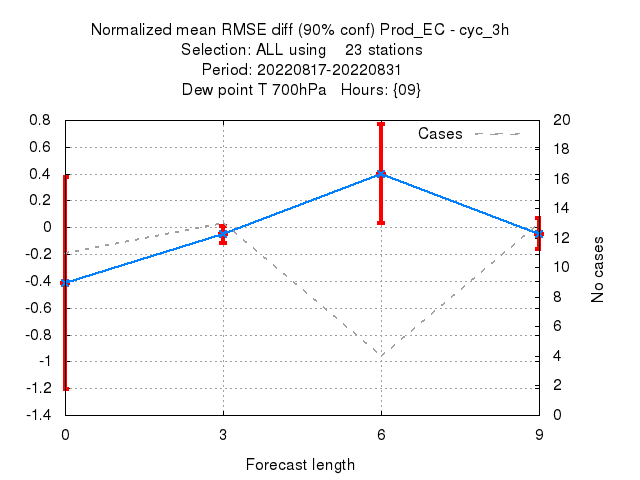 Normalized mean RMSE diff (90% conf) Prod_EC - cyc_3h
Selection: ALL using    23 stations
Period: 20220817-20220831
Dew point T 700hPa   Hours: {09}
Cases
0.8
0.6
0.4
0.2
0
-0.2
-0.4
-0.6
-0.8
-1
-1.2
-1.4
20
18
16
14
12
10
8
6
4
2
0
No cases
0 3 6 9
Forecast length